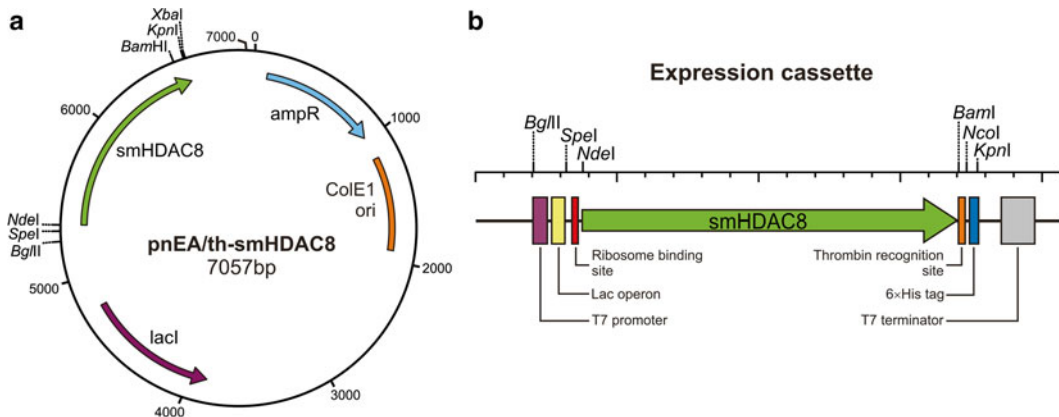 a
XbaI
KpnI
BamHI
7000
0
ampR
1000
6000
smHDAC8
ColE1
ori
NdeI
SpeI
BglII
pnEA/th-smHDAC8
7057bp
2000
5000
lacI
4000
3000
b
Expression cassette
BglII
SpeI
NdeI
BamI
NcoI
KpnI
smHDAC8
Ribosome binding
site
Lac operon
T7 promoter
Thrombin recognition
site
6×His tag
T7 terminator